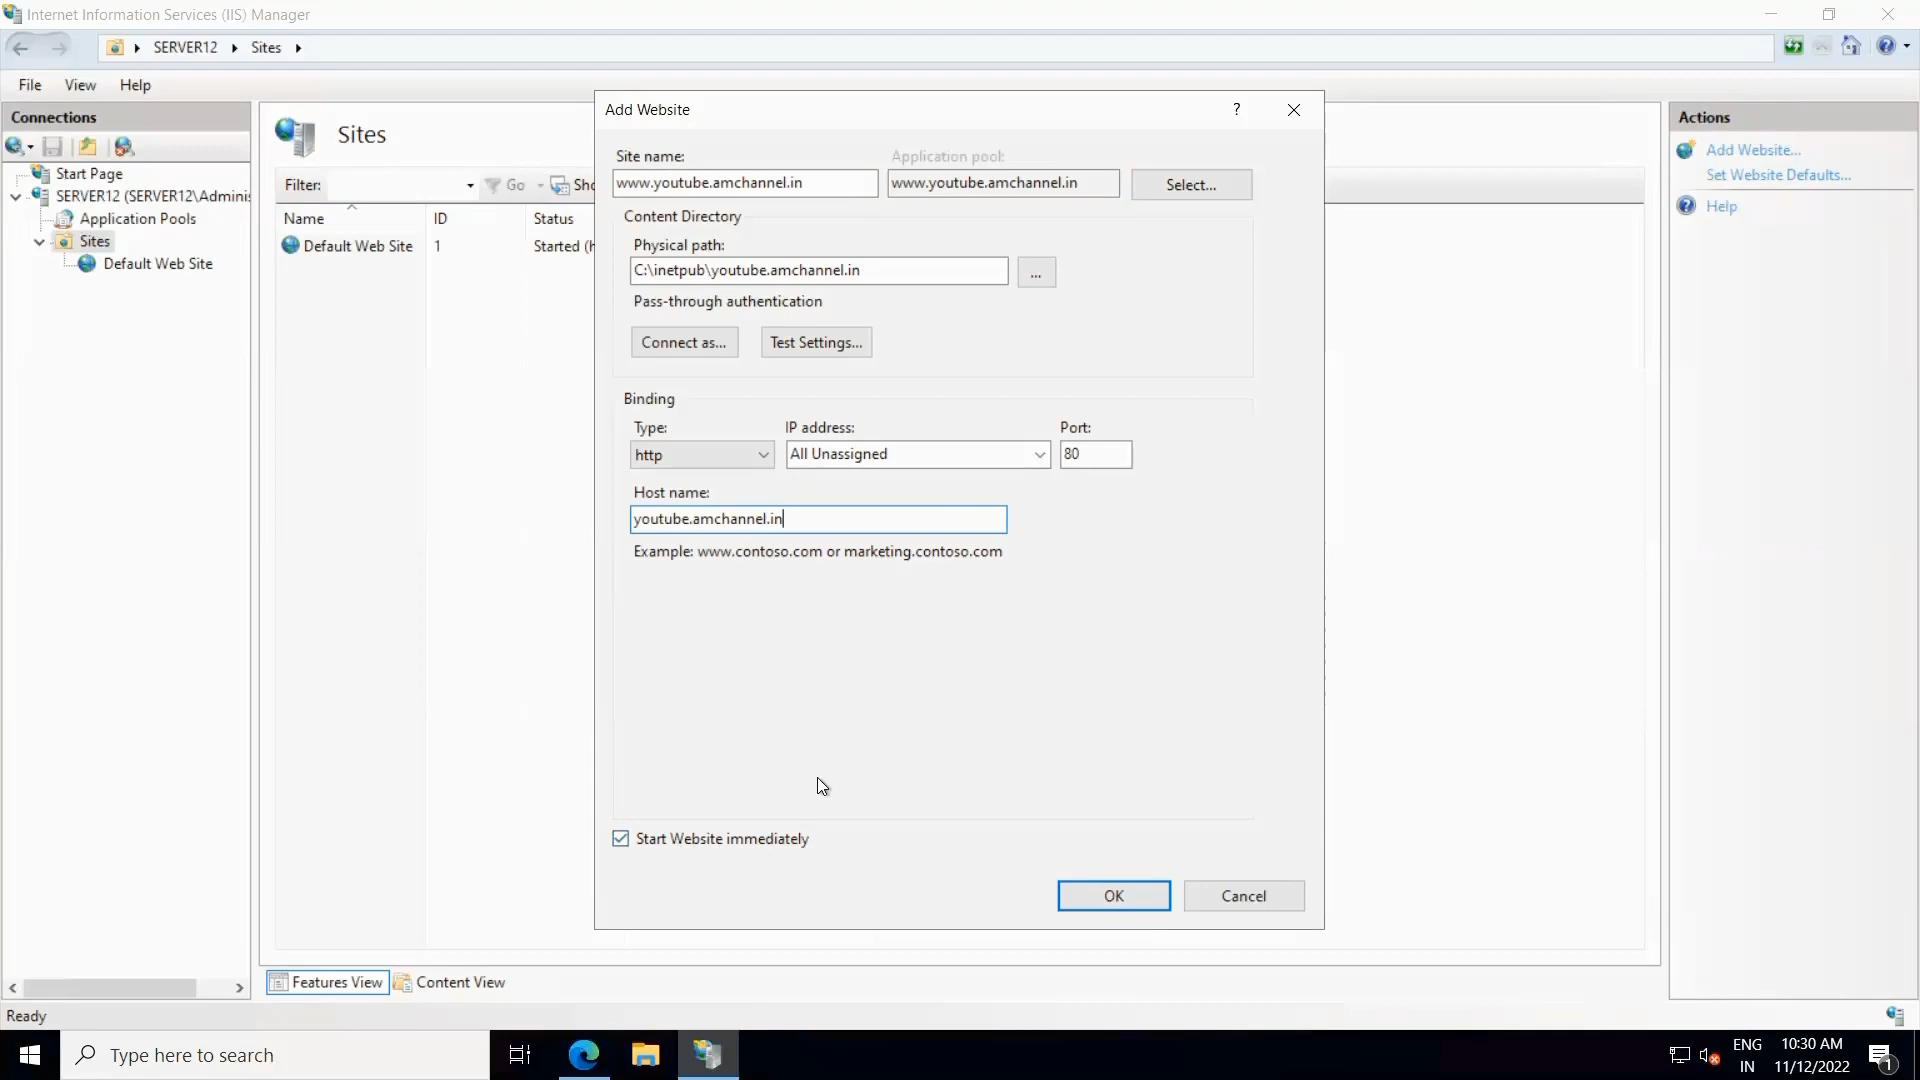 Internet Information Services (IIS) Manager
SERVER12 Sites
File View Help
Connections
Start Page
SERVER12 (SERVER12\Adminis
Application Pools
Sites
Default Web Site
Sites
Filter: Go Sho
Name ID Status
Default Web Site 1 Started (h
Add Website ?
Site name: Application pool:
www.youtube.amchannel.in www.youtube.amchannel.in Select...
Content Directory
Physical path:
C:\inetpub\youtube.amchannel.in ...
Pass-through authentication
Connect as... Test Settings...
Binding
Type: IP address: Port:
http All Unassigned 80
Host name:
youtube.amchannel.in
Example: www.contoso.com or marketing.contoso.com
Start Website immediately
OK Cancel
Actions
Add Website...
Set Website Defaults...
Help
Features View Content View
Ready
Type here to search
ENG 10:30 AM
IN 11/12/2022 1